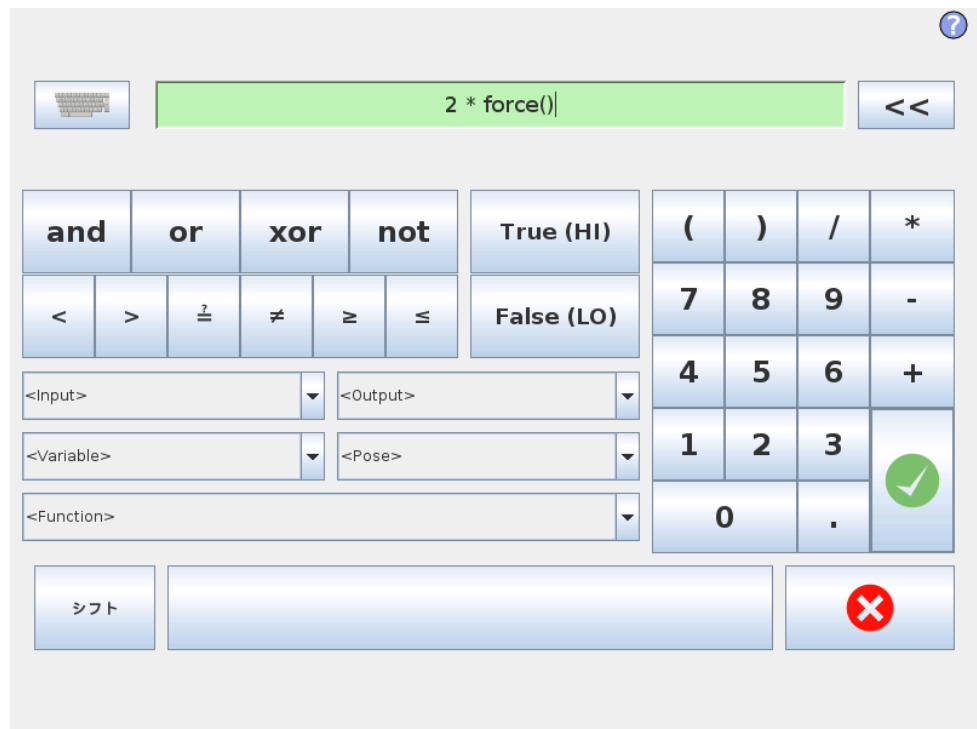 ?
2 * force()
<<
and or xor not True (HI) ( ) / *
< > ≟ ≠ ≥ ≤ False (LO) 7 8 9 -
<Input> <Output> 4 5 6 +
<Variable> <Pose> 1 2 3
<Function> 0 .
シフト